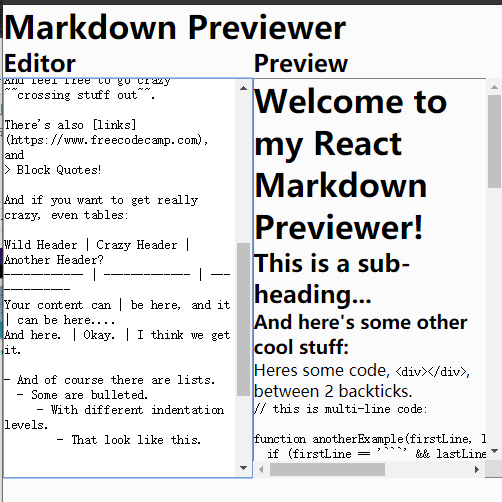 Markdown Previewer
Editor
And feel free to go crazy
~~crossing stuff out~~.
There's also [links]
(https://www.freecodecamp.com),
and
> Block Quotes!
And if you want to get really
crazy, even tables:
Wild Header | Crazy Header |
Another Header?
------------ | ------------- | ---
----------
Your content can | be here, and it
| can be here....
And here. | Okay. | I think we get
it.
- And of course there are lists.
- Some are bulleted.
- With different indentation
levels.
- That look like this.
Preview
Welcome to
my React
Markdown
Previewer!
This is a sub-
heading...
And here's some other
cool stuff:
Heres some code, <div></div>,
between 2 backticks.
// this is multi-line code:
function anotherExample(firstLine, l
if (firstLine == '```' && lastLine